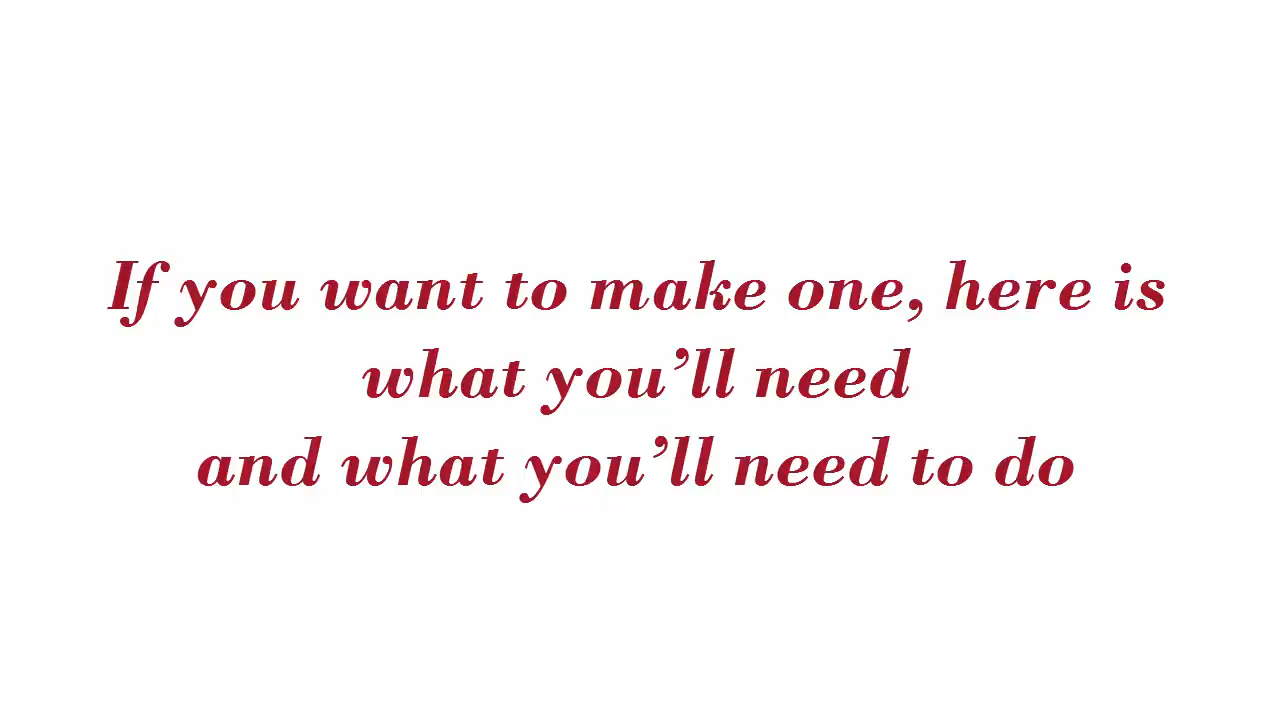 If you want to make one, here is
what you’ll need
and what you’ll need to do